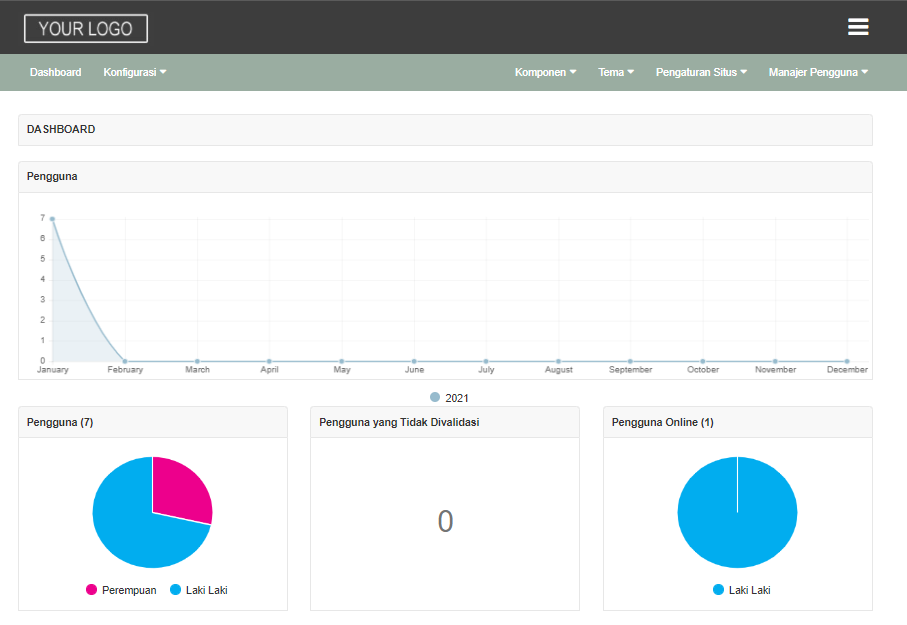 YOUR LOGO
Dashboard Konfigurasi Komponen Tema Pengaturan Situs Manajer Pengguna
DASHBOARD
Pengguna
7
6
5
4
3
2
1
0
January February March April May June July August September October November December
2021
Pengguna (7) Pengguna yang Tidak Divalidasi Pengguna Online (1)
0
Perempuan Laki Laki Laki Laki